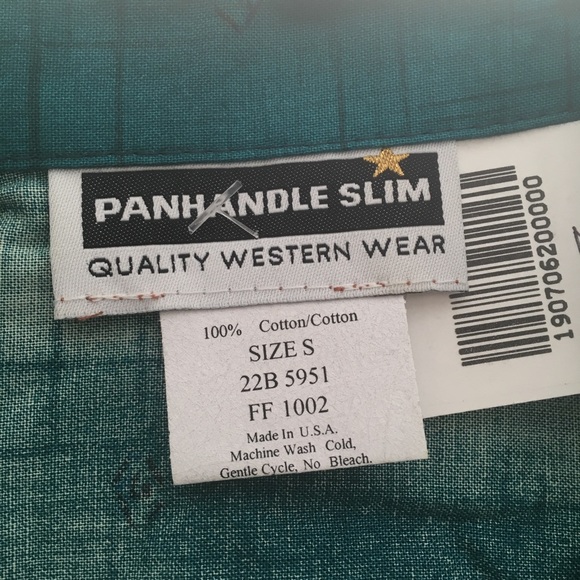 PANHANDLE SLIM
QUALITY WESTERN WEAR
100% Cotton/Cotton
SIZE S
22B 5951
FF 1002
Made In U.S.A.
Machine Wash Cold,
Gentle Cycle, No Bleach.
190706200000